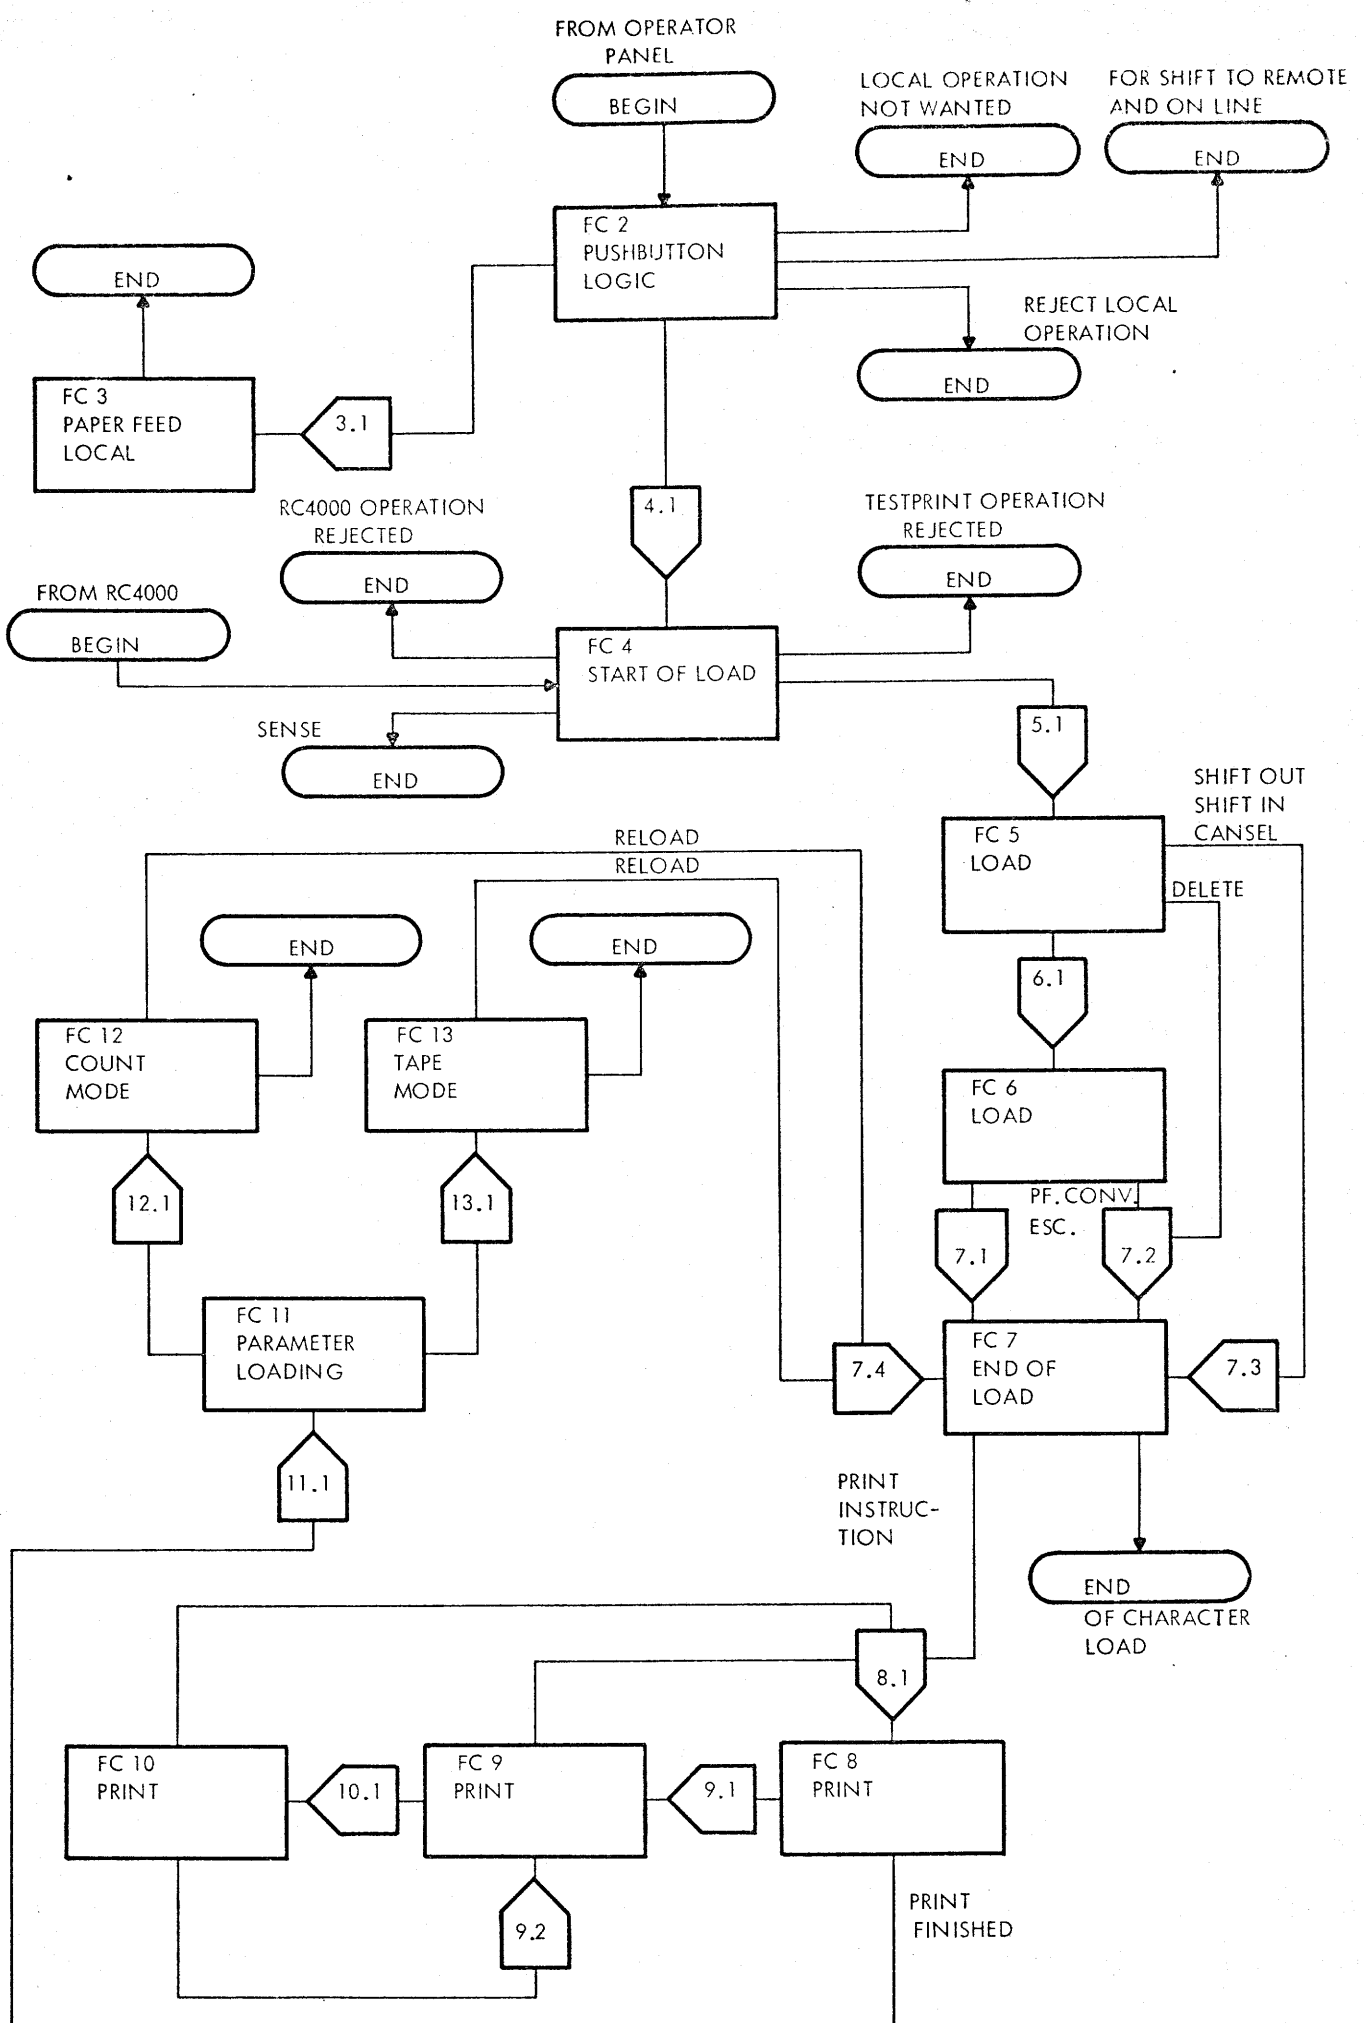 FROM OPERATOR
PANEL
BEGIN
LOCAL OPERATION
NOT WANTED
END
FOR SHIFT TO REMOTE
AND ON LINE
END
FC 2
PUSHBUTTON
LOGIC
REJECT LOCAL
OPERATION
END
END
FC 3
PAPER FEED
LOCAL
3.1
4.1
RC4000 OPERATION
REJECTED
END
TESTPRINT OPERATION
REJECTED
END
FROM RC4000
BEGIN
FC 4
START OF LOAD
SENSE
END
5.1
SHIFT OUT
SHIFT IN
CANSEL
FC 5
LOAD
DELETE
RELOAD
RELOAD
END
END
6.1
FC 12
COUNT
MODE
FC 13
TAPE
MODE
FC 6
LOAD
12.1
13.1
PF.CONV.
ESC.
7.1
7.2
FC 11
PARAMETER
LOADING
7.4
FC 7
END OF
LOAD
7.3
11.1
PRINT
INSTRUC-
TION
END
OF CHARACTER
LOAD
8.1
FC 10
PRINT
10.1
FC 9
PRINT
9.1
FC 8
PRINT
9.2
PRINT
FINISHED